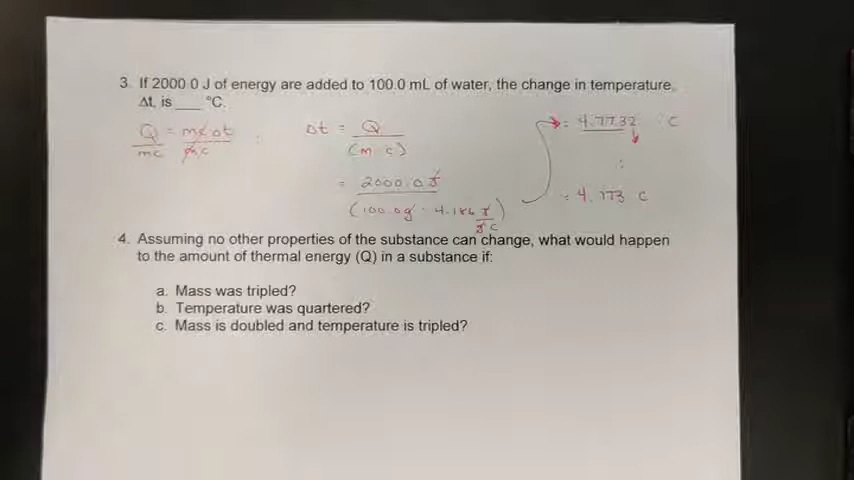 3. If 2000.0 J of energy are added to 100.0 mL of water, the change in temperature,
Δt, is ___ °C.
Q = mcΔt
mc mc
Δt = Q
(m · c)
= 2000.0 J
(100.0g · 4.186 J)
g C
= 4.7732 C
:
= 4.773 C
4. Assuming no other properties of the substance can change, what would happen
to the amount of thermal energy (Q) in a substance if:
a. Mass was tripled?
b. Temperature was quartered?
c. Mass is doubled and temperature is tripled?